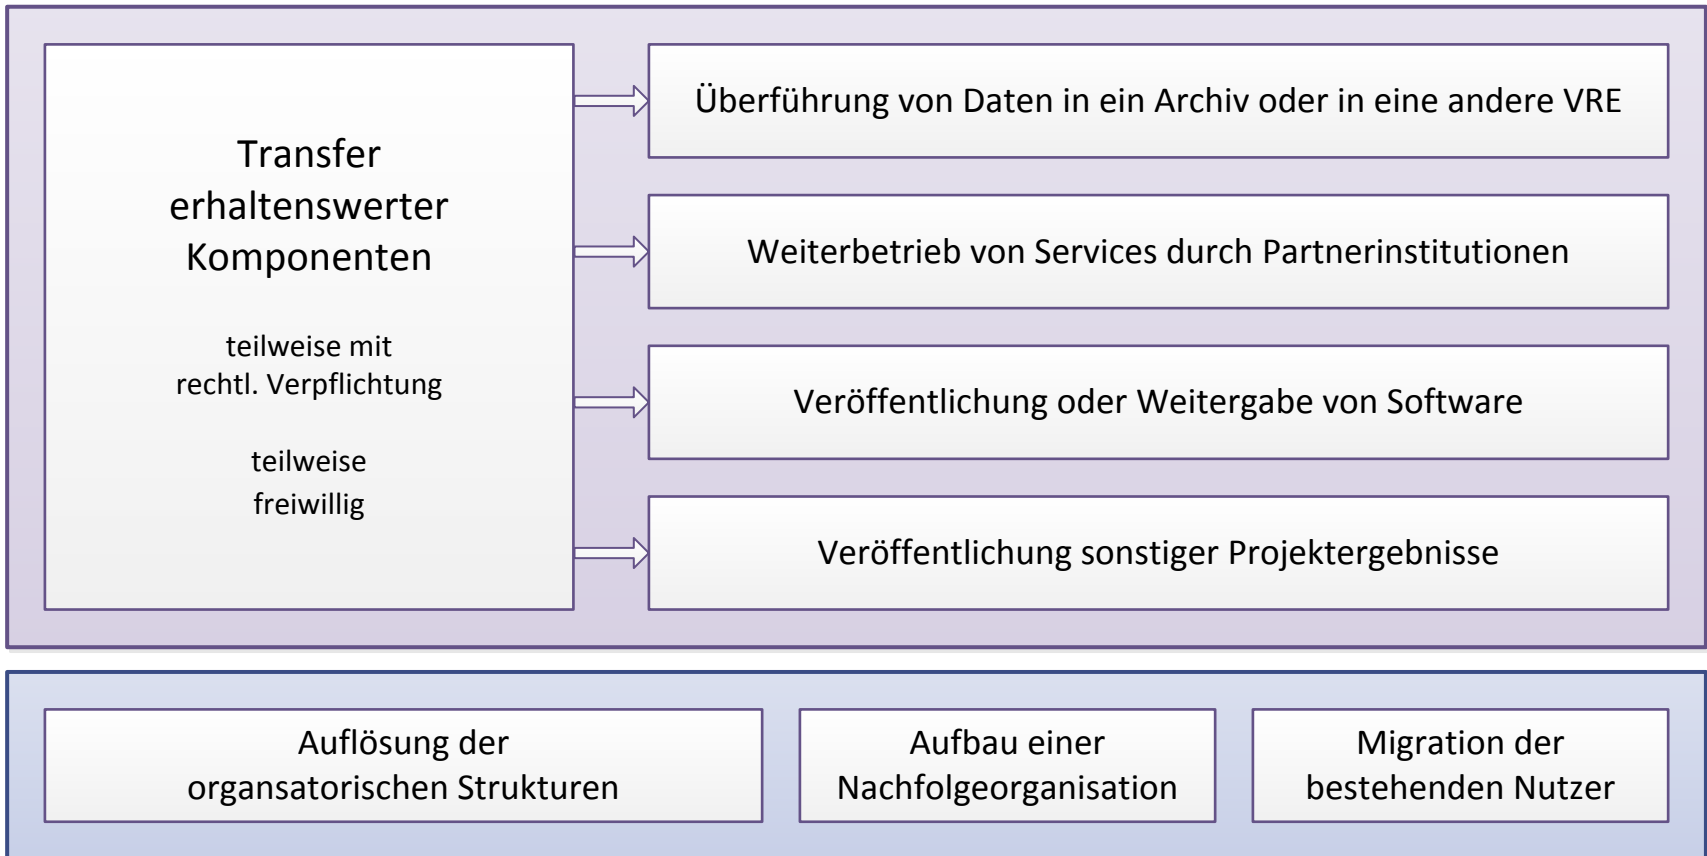 Transfer
erhaltenswerter
Komponenten
teilweise mit
rechtl. Verpflichtung
teilweise
freiwillig
Überführung von Daten in ein Archiv oder in eine andere VRE
Weiterbetrieb von Services durch Partnerinstitutionen
Veröffentlichung oder Weitergabe von Software
Veröffentlichung sonstiger Projektergebnisse
Auflösung der
organsatorischen Strukturen
Aufbau einer
Nachfolgeorganisation
Migration der
bestehenden Nutzer